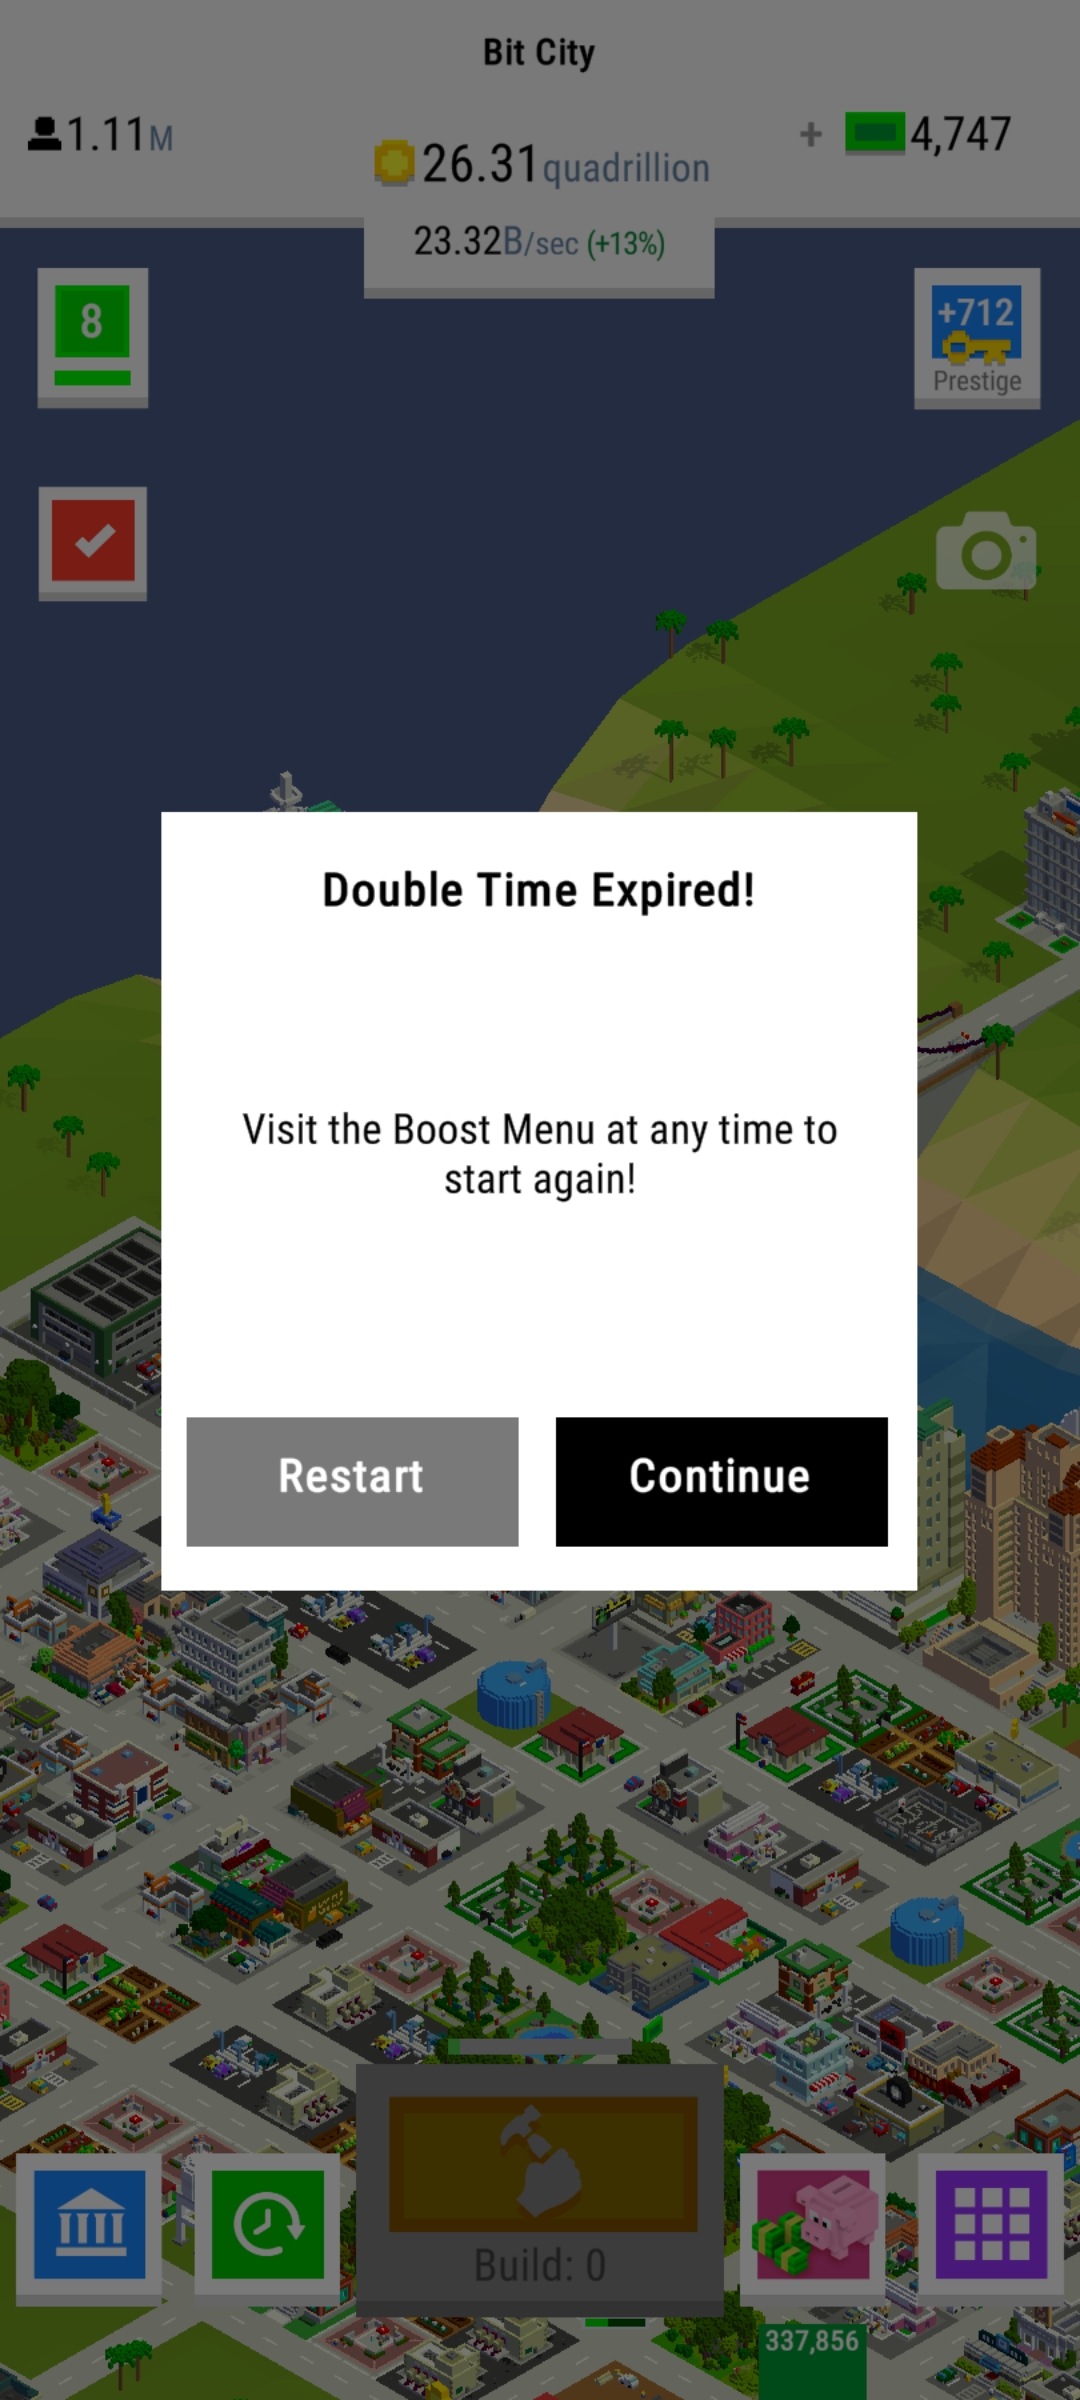 Bit City
1.11M
26.31quadrillion
+ 4,747
23.32B/sec (+13%)
8
+712
Prestige
Double Time Expired!
Visit the Boost Menu at any time to
start again!
Restart
Continue
Build: 0
337,856